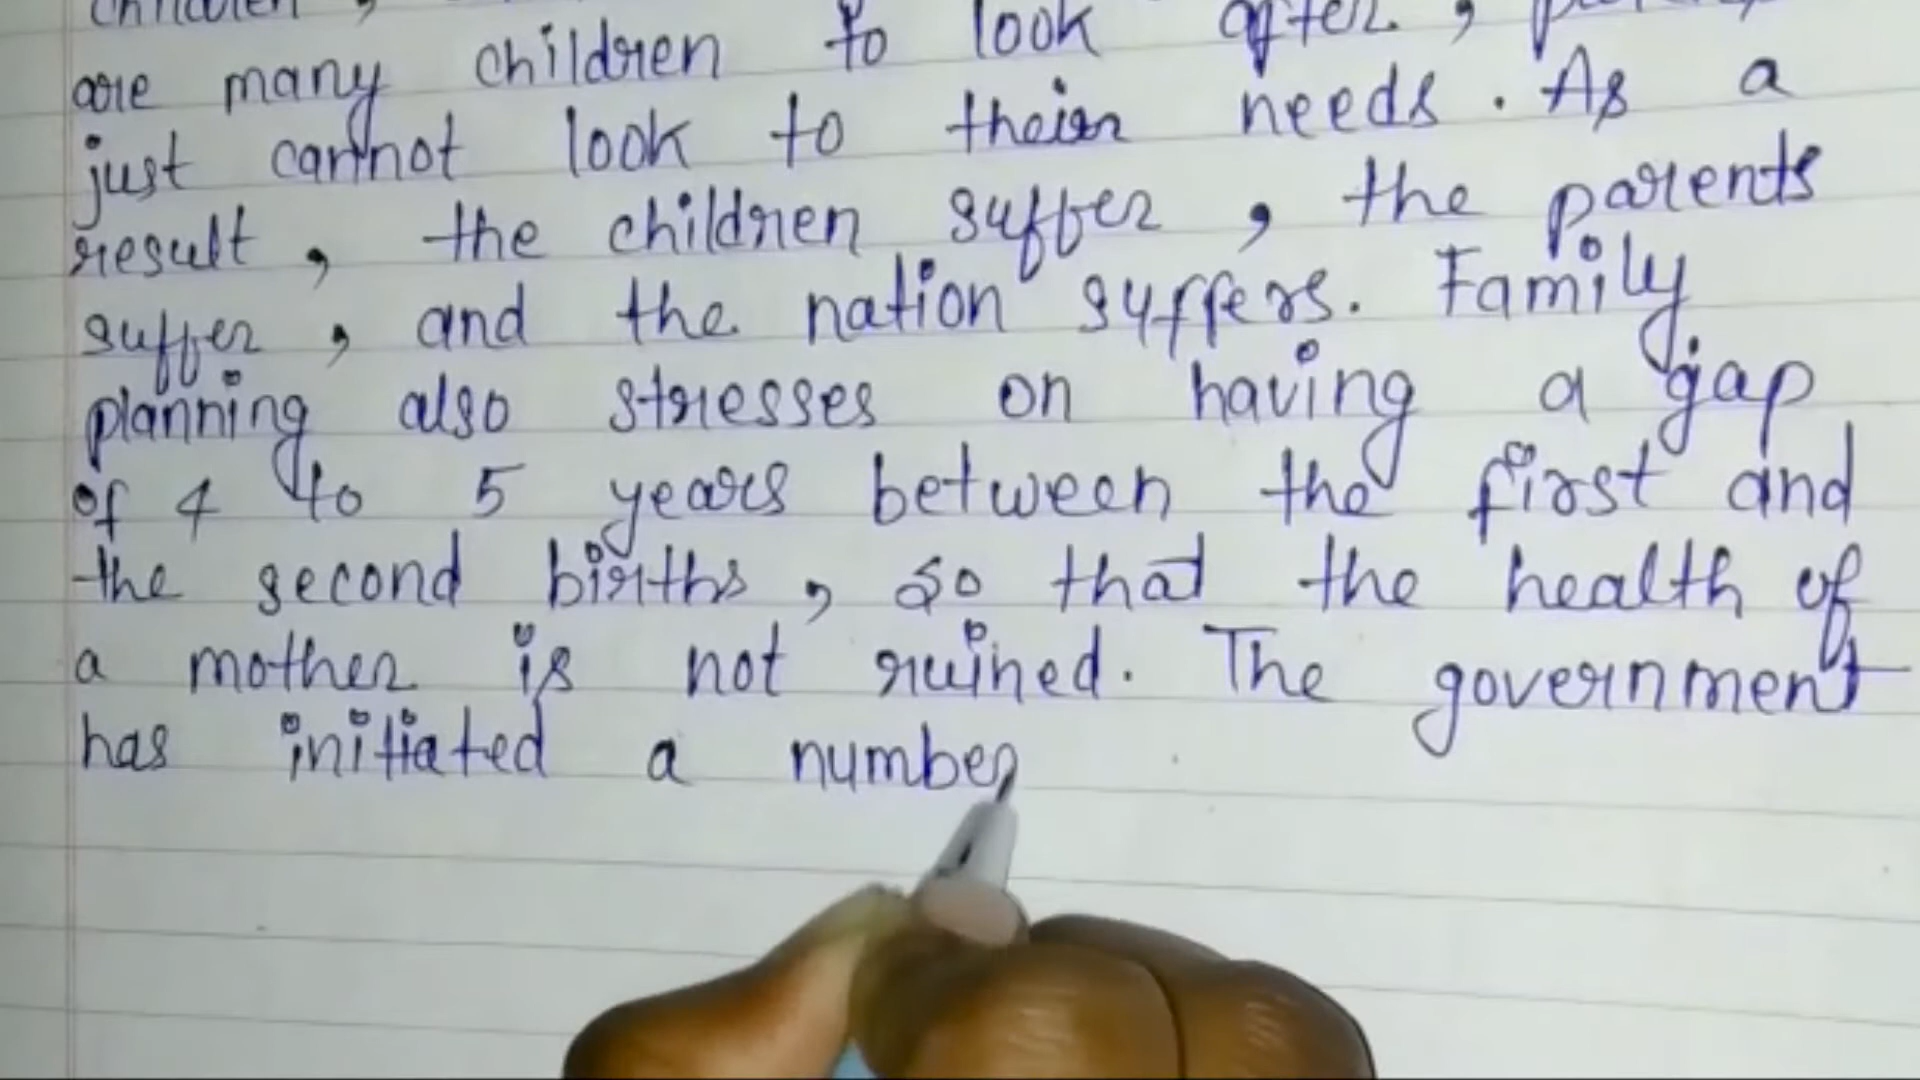 children,
are many children to look after,
just cannot look to their needs. As a
result, the children suffer, the parents
suffer, and the nation suffers. Family
planning also stresses on having a gap
of 4 to 5 years between the first and
the second births, so that the health of
a mother is not ruined. The government
has initiated a number